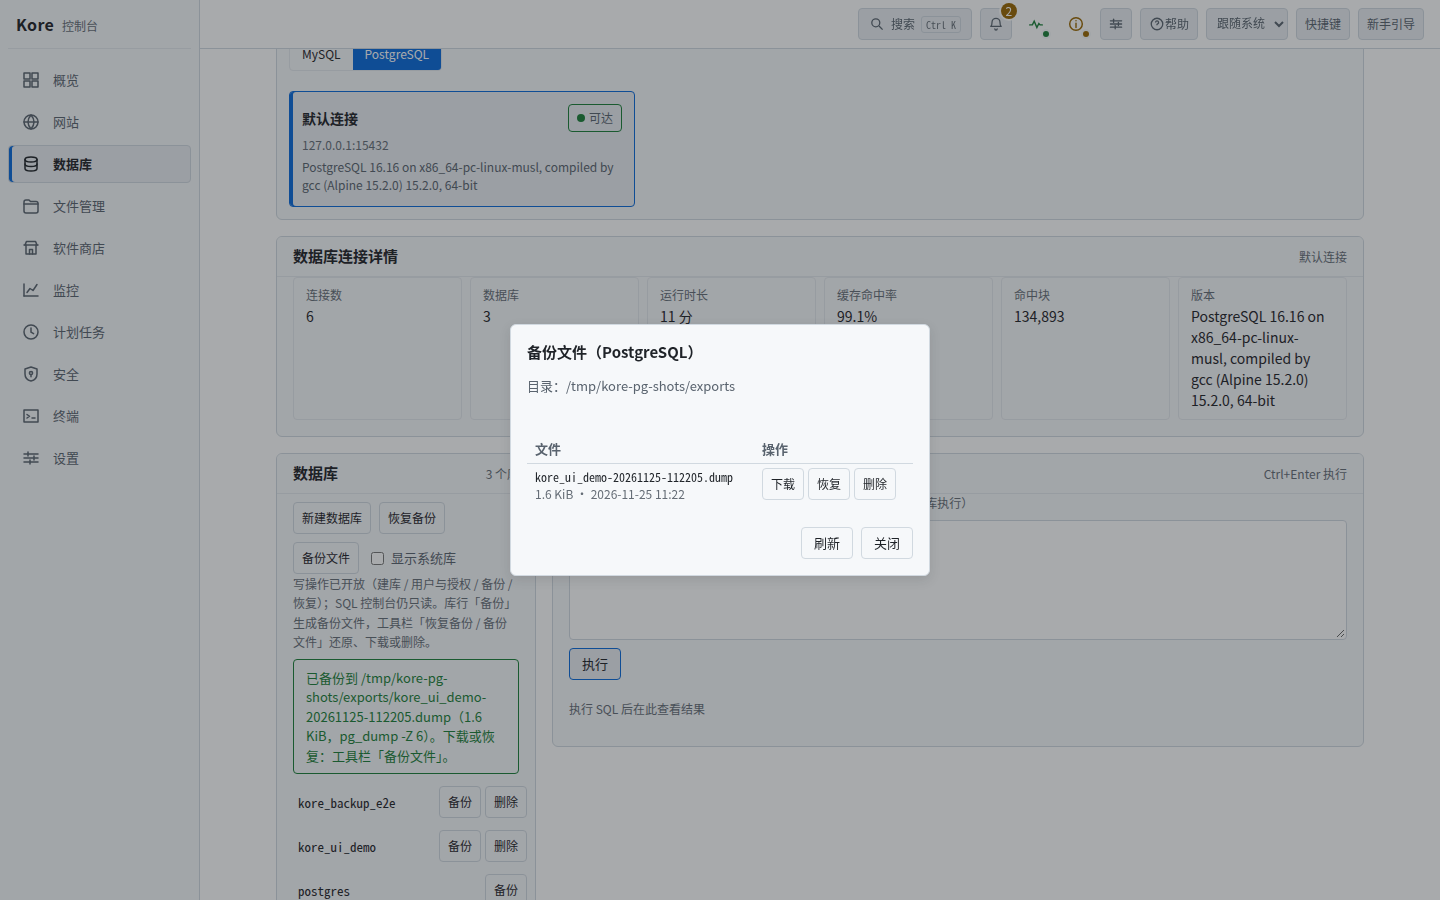 Kore 控制台
搜索 Ctrl K
2
帮助
跟随系统
快捷键
新手引导
概览
网站
数据库
文件管理
软件商店
监控
计划任务
安全
终端
设置
MySQL
PostgreSQL
默认连接
可达
127.0.0.1:15432
PostgreSQL 16.16 on x86_64-pc-linux-musl, compiled by
gcc (Alpine 15.2.0) 15.2.0, 64-bit
数据库连接详情
默认连接
连接数
6
数据库
3
运行时长
11 分
缓存命中率
99.1%
命中块
134,893
版本
PostgreSQL 16.16 on
x86_64-pc-linux-
musl, compiled by
gcc (Alpine 15.2.0)
15.2.0, 64-bit
备份文件（PostgreSQL）
目录：/tmp/kore-pg-shots/exports
文件
操作
kore_ui_demo-20261125-112205.dump
1.6 KiB · 2026-11-25 11:22
下载
恢复
删除
刷新
关闭
数据库
3 个
新建数据库
恢复备份
备份文件
显示系统库
写操作已开放（建库 / 用户与授权 / 备份 /
恢复）；SQL 控制台仍只读。库行「备份」
生成备份文件，工具栏「恢复备份 / 备份
文件」还原、下载或删除。
已备份到 /tmp/kore-pg-
shots/exports/kore_ui_demo-
20261125-112205.dump（1.6
KiB，pg_dump -Z 6）。下载或恢
复：工具栏「备份文件」。
kore_backup_e2e
备份
删除
kore_ui_demo
备份
删除
postgres
备份
Ctrl+Enter 执行
库执行）
执行
执行 SQL 后在此查看结果